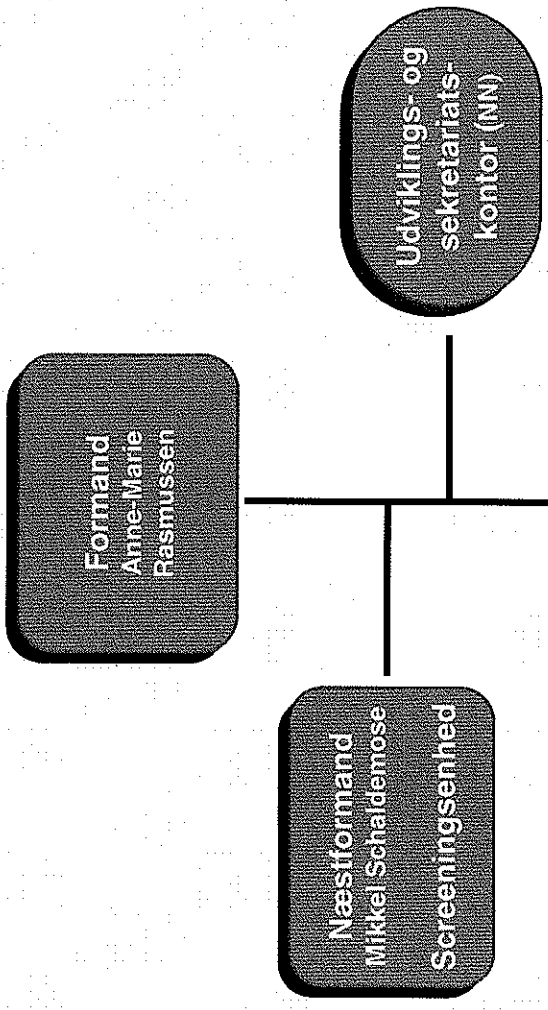 Formand
Anne-Marie
Rasmussen
Næstformand
Mikkel Schaldemose
Screeningsenhed
Udviklings- og
sekretariats-
kontor (NN)